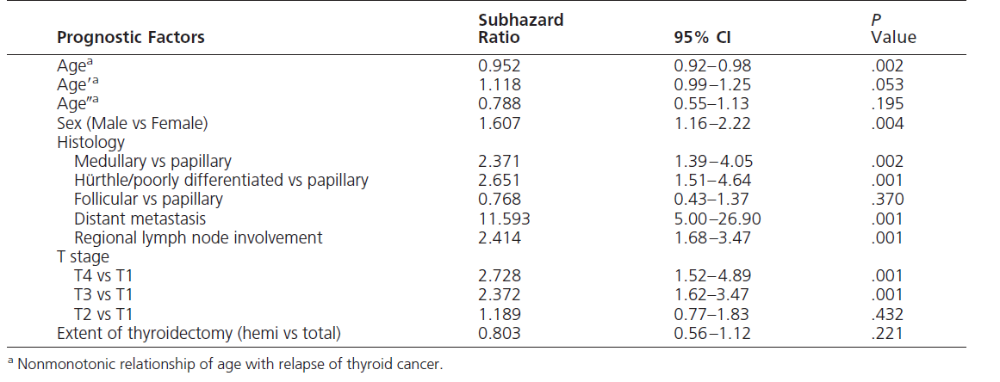 Prognostic Factors Subhazard Ratio 95% CI P Value
Ageᵃ 0.952 0.92–0.98 .002
Age′ᵃ 1.118 0.99–1.25 .053
Age″ᵃ 0.788 0.55–1.13 .195
Sex (Male vs Female) 1.607 1.16–2.22 .004
Histology
Medullary vs papillary 2.371 1.39–4.05 .002
Hürthle/poorly differentiated vs papillary 2.651 1.51–4.64 .001
Follicular vs papillary 0.768 0.43–1.37 .370
Distant metastasis 11.593 5.00–26.90 .001
Regional lymph node involvement 2.414 1.68–3.47 .001
T stage
T4 vs T1 2.728 1.52–4.89 .001
T3 vs T1 2.372 1.62–3.47 .001
T2 vs T1 1.189 0.77–1.83 .432
Extent of thyroidectomy (hemi vs total) 0.803 0.56–1.12 .221
ᵃ Nonmonotonic relationship of age with relapse of thyroid cancer.